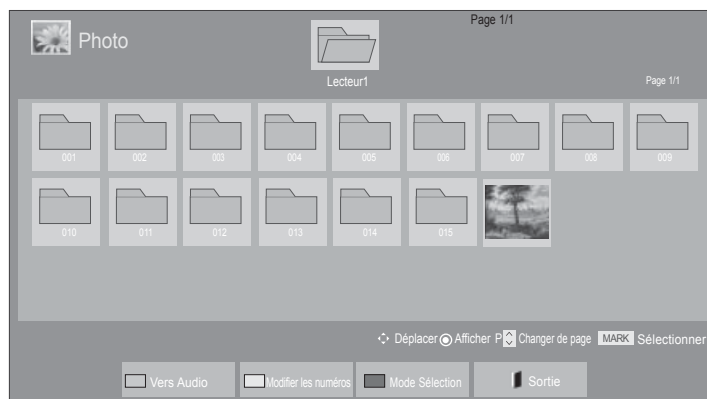 Page 1/1
Photo
Lecteur1
Page 1/1
001 002 003 004 005 006 007 008 009
010 011 012 013 014 015
Déplacer Afficher P Changer de page MARK Sélectionner
Vers Audio Modifier les numéros Mode Sélection Sortie